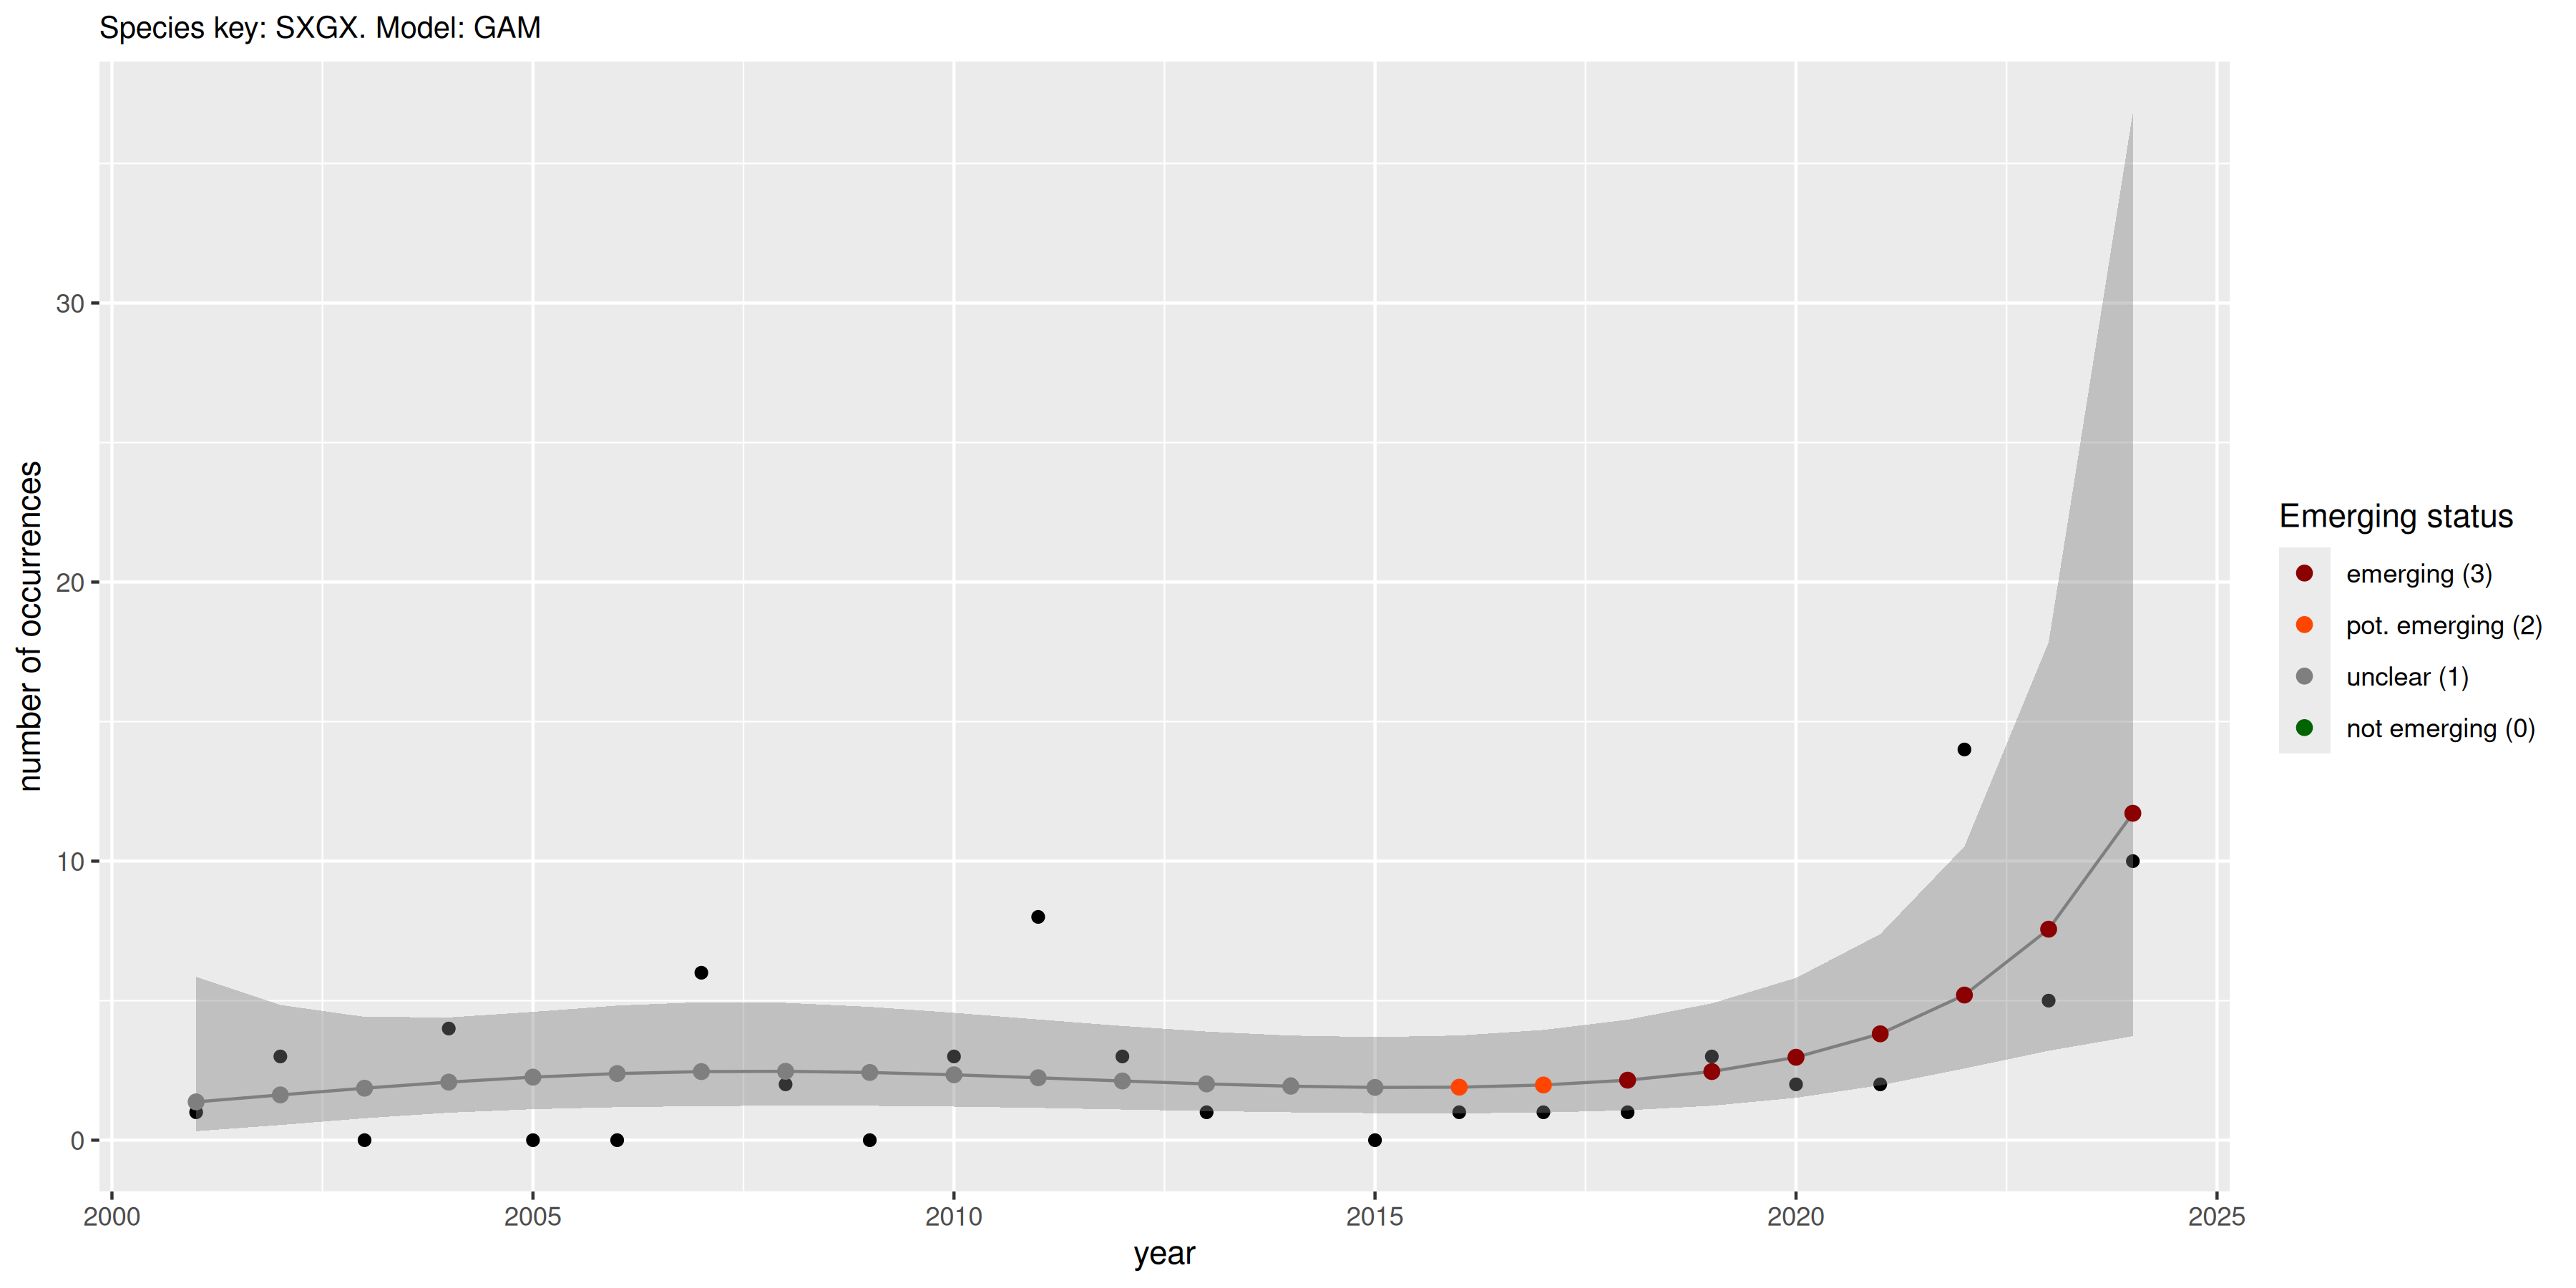 Species key: SXGX. Model: GAM
number of occurrences
30
20
10
0
2000
2005
2010
2015
2020
2025
year
Emerging status
emerging (3)
pot. emerging (2)
unclear (1)
not emerging (0)